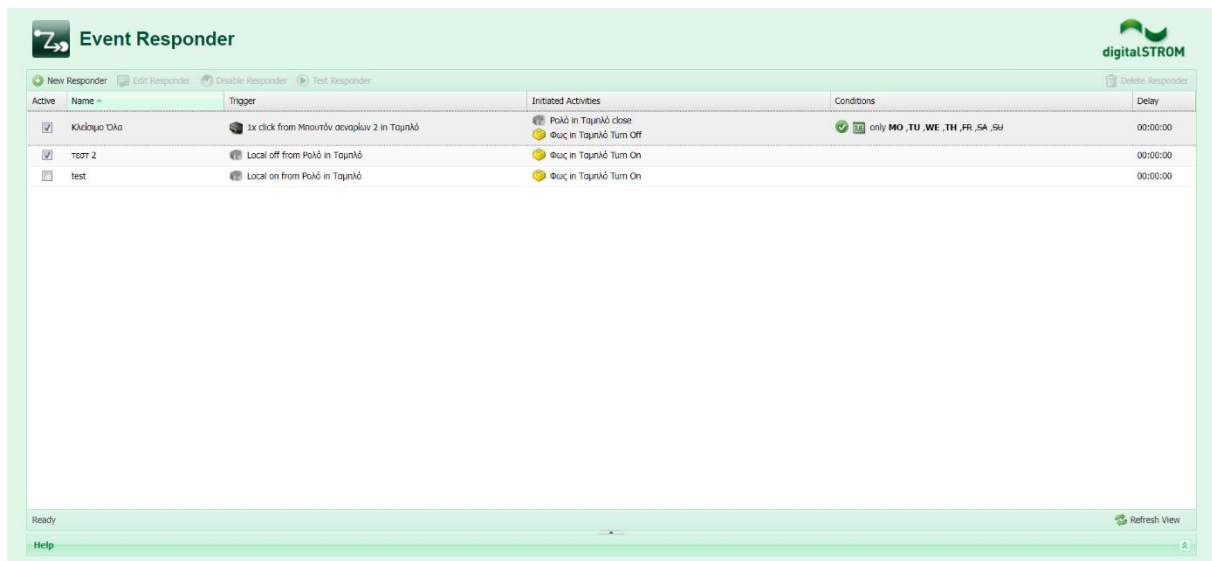 Event Responder
digitalSTROM
New Responder Edit Responder Disable Responder Test Responder Delete Responder
Active Name Trigger Initiated Activities Conditions Delay
Κλείσιμο Όλα 1x click from Μπουτόν σεναρίων 2 in Ταμπλό Ρολό in Ταμπλό close only MO ,TU ,WE ,TH ,FR ,SA ,SU 00:00:00
Φως in Ταμπλό Turn Off
τεστ 2 Local off from Ρολό in Ταμπλό Φως in Ταμπλό Turn On 00:00:00
test Local on from Ρολό in Ταμπλό Φως in Ταμπλό Turn On 00:00:00
Ready Refresh View
Help